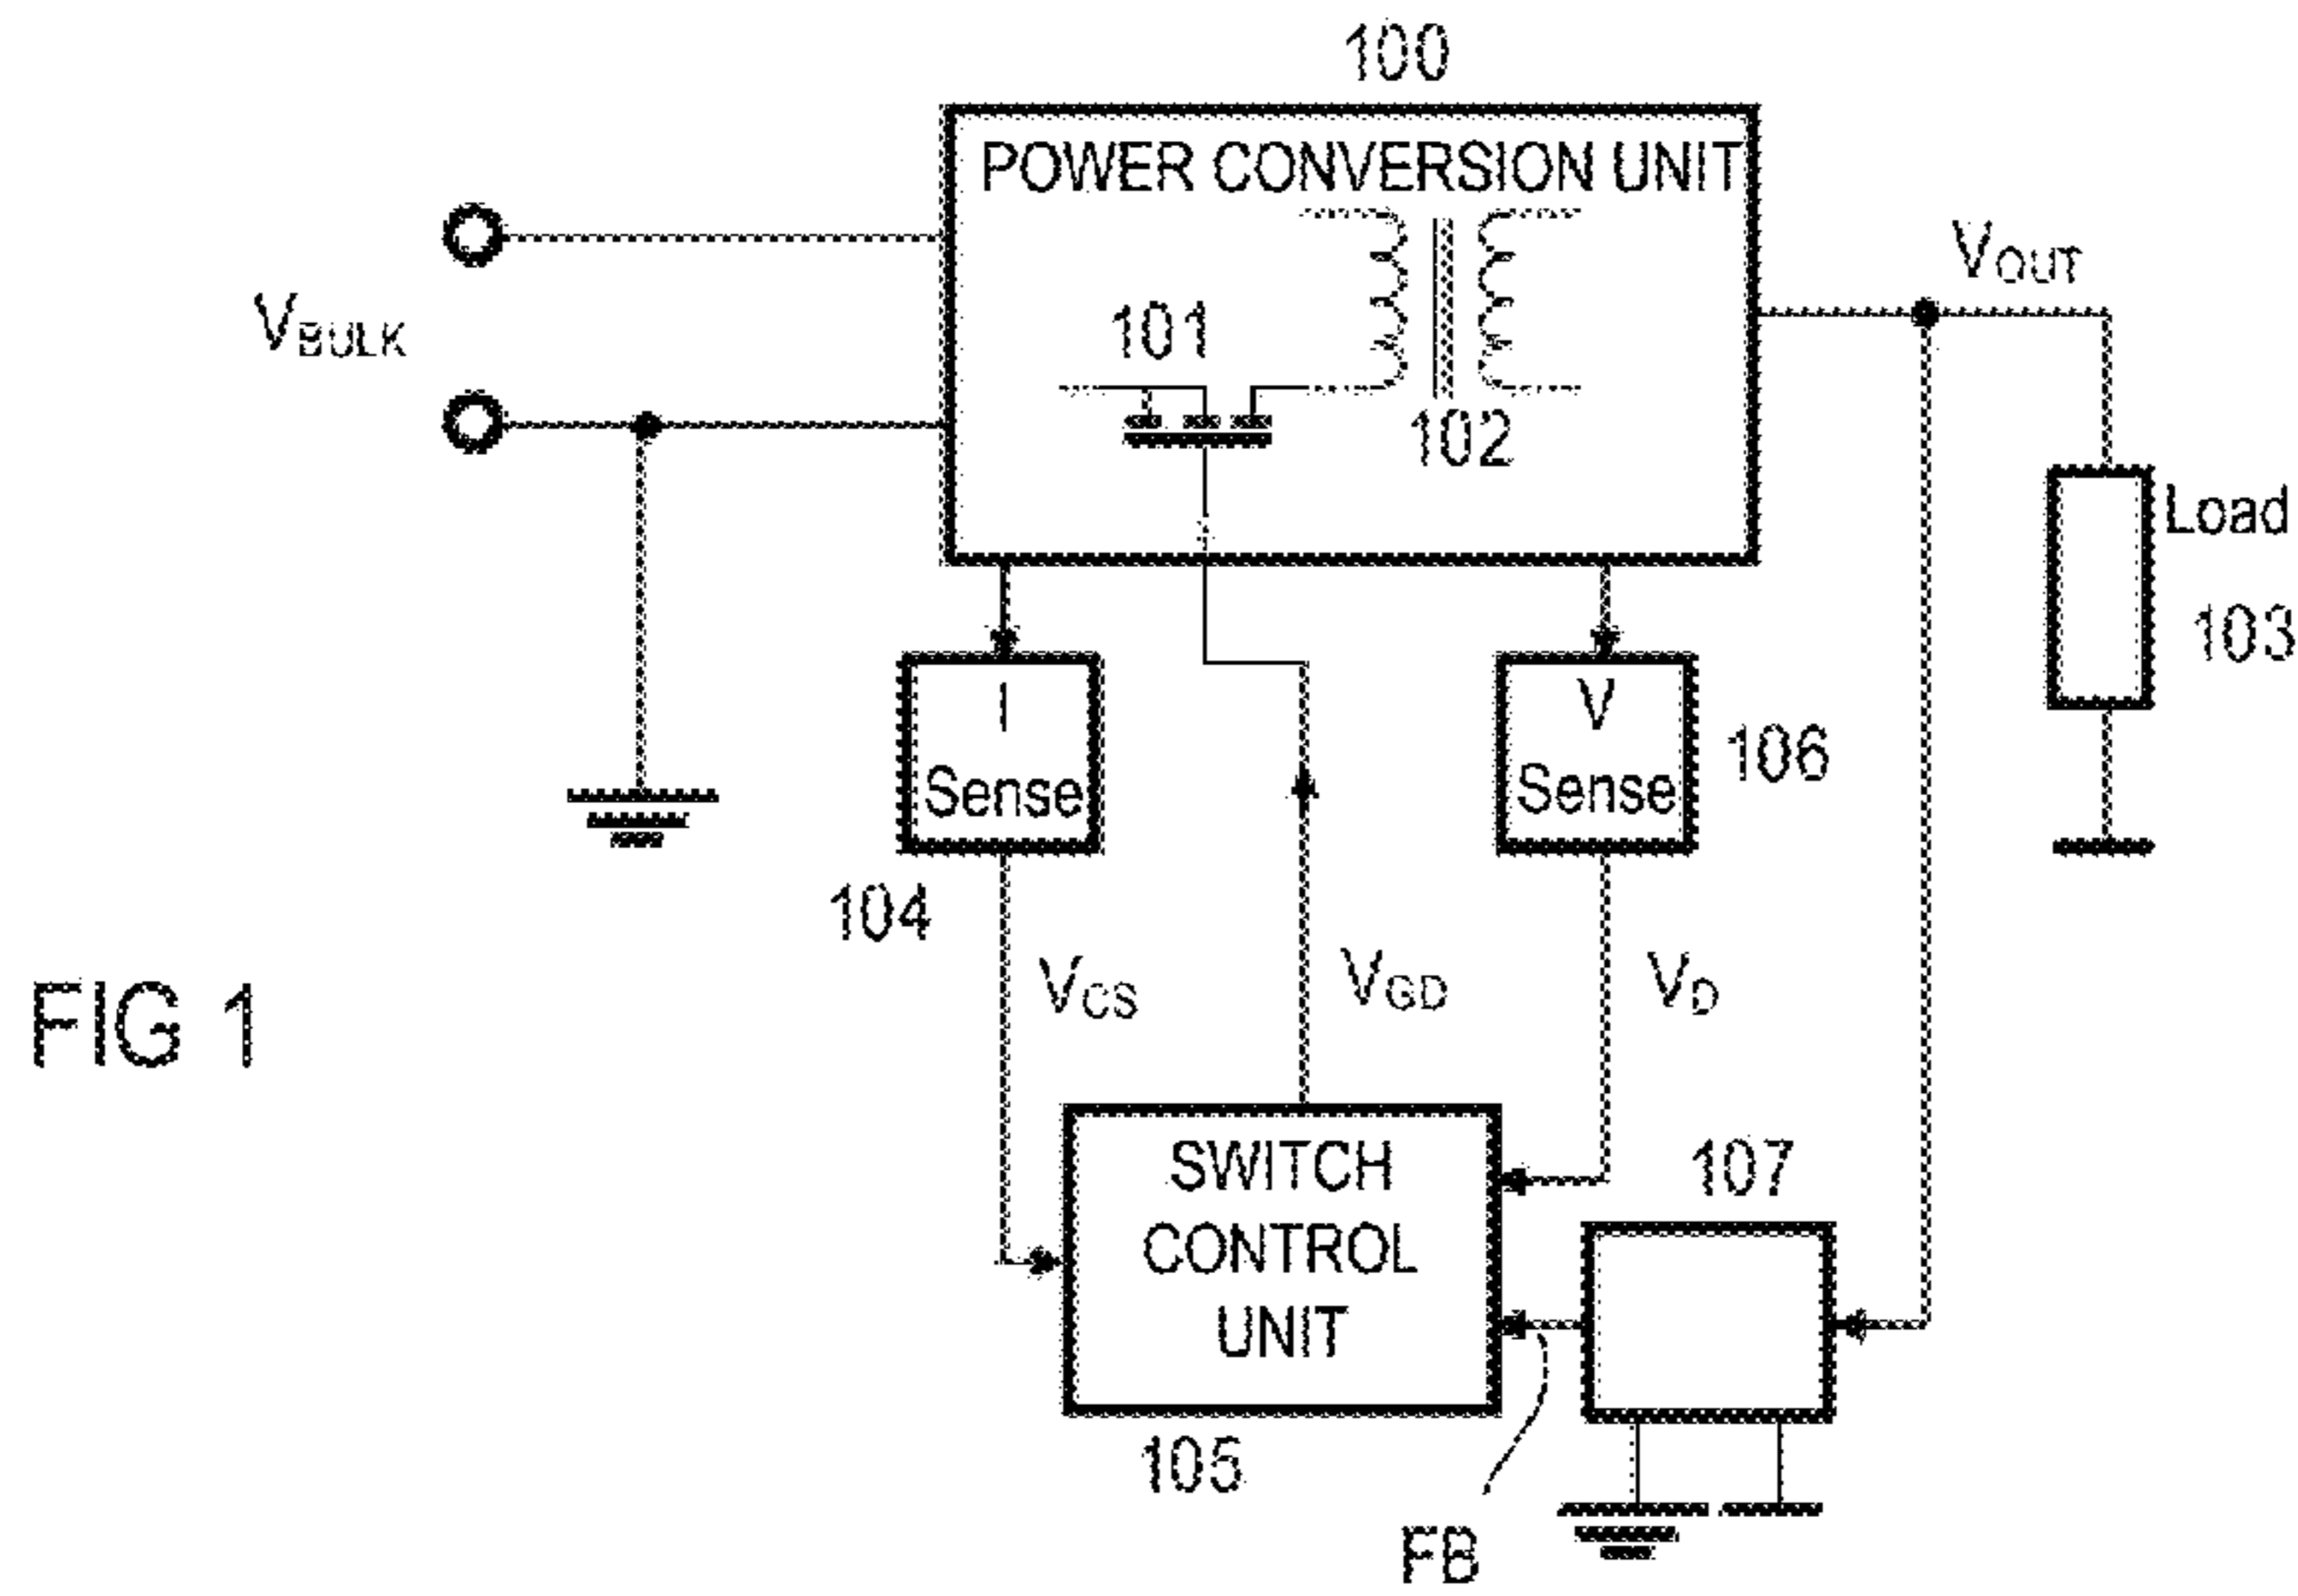 100
POWER CONVERSION UNIT
VOUT
VBULK
101
102
Load
103
I
Sense
V
Sense
106
104
VCS
VGD
VD
FIG 1
SWITCH
CONTROL
UNIT
107
105
FB